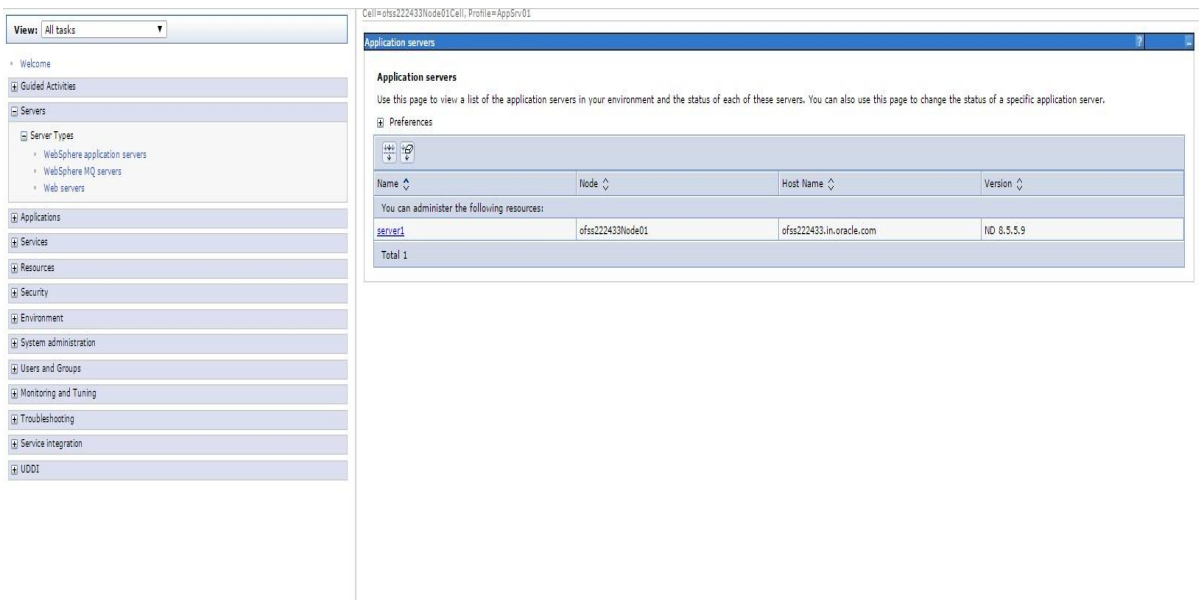 View: All tasks
Welcome
Guided Activities
Servers
Server Types
WebSphere application servers
WebSphere MQ servers
Web servers
Applications
Services
Resources
Security
Environment
System administration
Users and Groups
Monitoring and Tuning
Troubleshooting
Service integration
UDDI
Cell=ofss222433Node01Cell, Profile=AppSrv01
Application servers ? -
Application servers
Use this page to view a list of the application servers in your environment and the status of each of these servers. You can also use this page to change the status of a specific application server.
Preferences
Name Node Host Name Version
You can administer the following resources:
server1 ofss222433Node01 ofss222433.in.oracle.com ND 8.5.5.9
Total 1